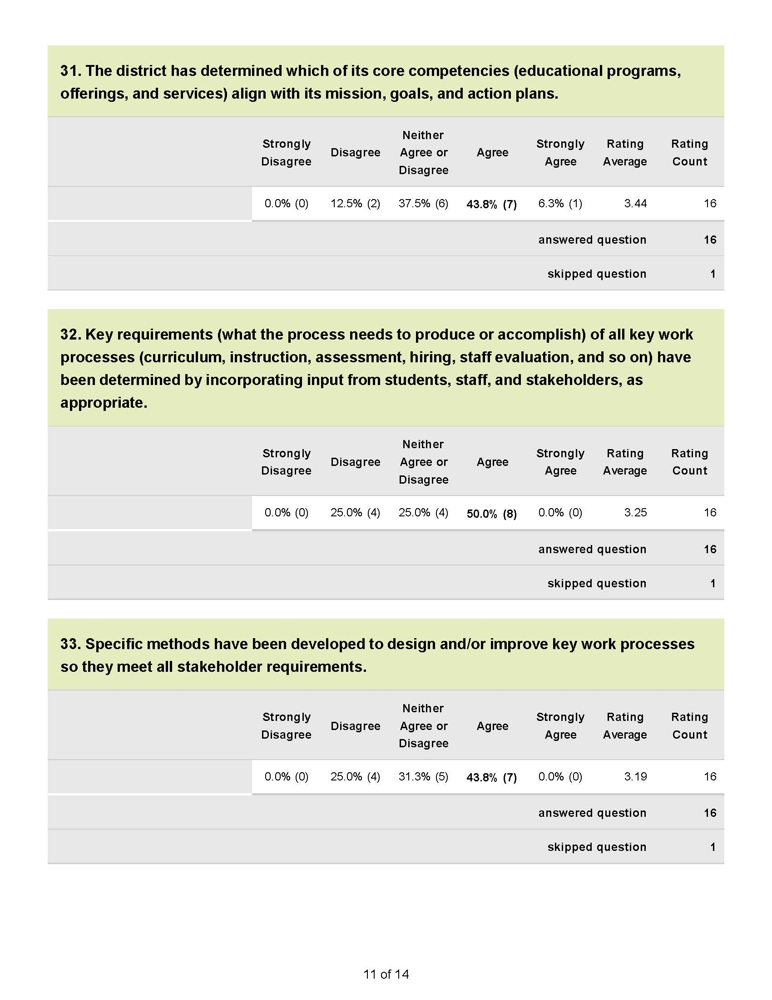 31. The district has determined which of its core competencies (educational programs,
offerings, and services) align with its mission, goals, and action plans.
Strongly Disagree Disagree Neither Agree or Disagree Agree Strongly Agree Rating Average Rating Count
0.0% (0) 12.5% (2) 37.5% (6) 43.8% (7) 6.3% (1) 3.44 16
answered question 16
skipped question 1
32. Key requirements (what the process needs to produce or accomplish) of all key work
processes (curriculum, instruction, assessment, hiring, staff evaluation, and so on) have
been determined by incorporating input from students, staff, and stakeholders, as
appropriate.
Strongly Disagree Disagree Neither Agree or Disagree Agree Strongly Agree Rating Average Rating Count
0.0% (0) 25.0% (4) 25.0% (4) 50.0% (8) 0.0% (0) 3.25 16
answered question 16
skipped question 1
33. Specific methods have been developed to design and/or improve key work processes
so they meet all stakeholder requirements.
Strongly Disagree Disagree Neither Agree or Disagree Agree Strongly Agree Rating Average Rating Count
0.0% (0) 25.0% (4) 31.3% (5) 43.8% (7) 0.0% (0) 3.19 16
answered question 16
skipped question 1
11 of 14